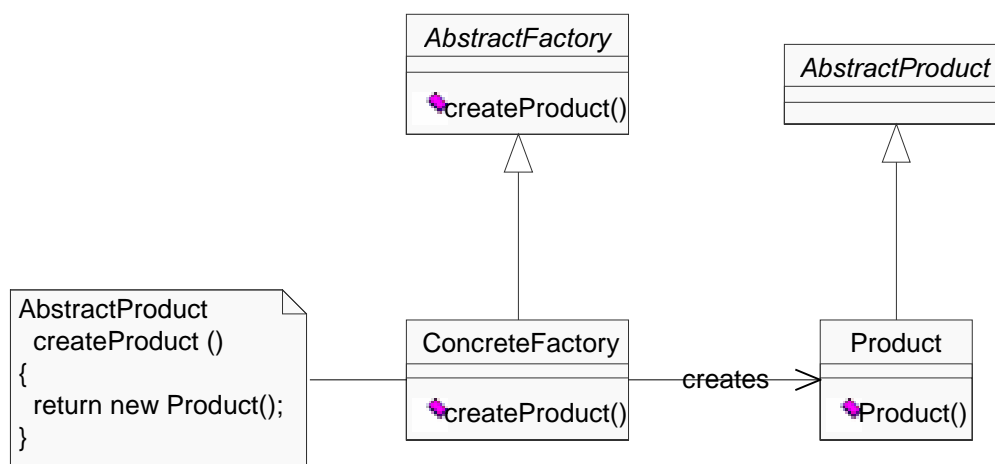 AbstractFactory
createProduct()
AbstractProduct
AbstractProduct
createProduct ()
{
return new Product();
}
ConcreteFactory
createProduct()
creates
Product
Product()